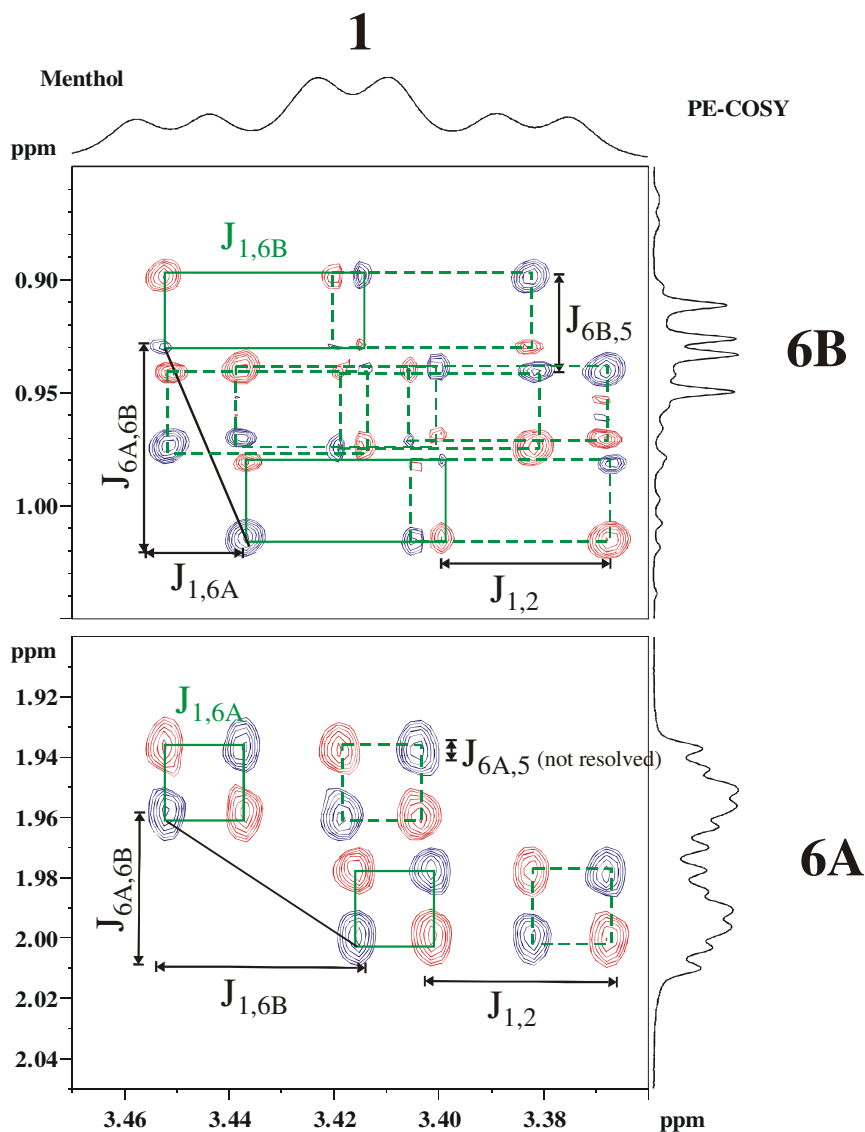 1
Menthol
PE-COSY
ppm
J1,6B
0.90
J6B,5
6B
0.95
J6A,6B
1.00
J1,6A
J1,2
ppm
1.92
J1,6A
1.94
J6A,5 (not resolved)
1.96
6A
1.98
J6A,6B
2.00
J1,6B
J1,2
2.02
2.04
3.46
3.44
3.42
3.40
3.38
ppm